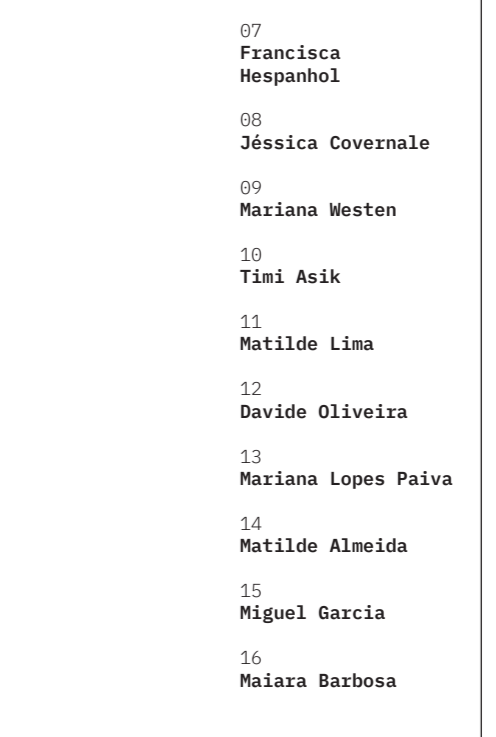 07
Francisca
Hespanhol
08
Jéssica Covernale
09
Mariana Westen
10
Timi Asik
11
Matilde Lima
12
Davide Oliveira
13
Mariana Lopes Paiva
14
Matilde Almeida
15
Miguel Garcia
16
Maiara Barbosa